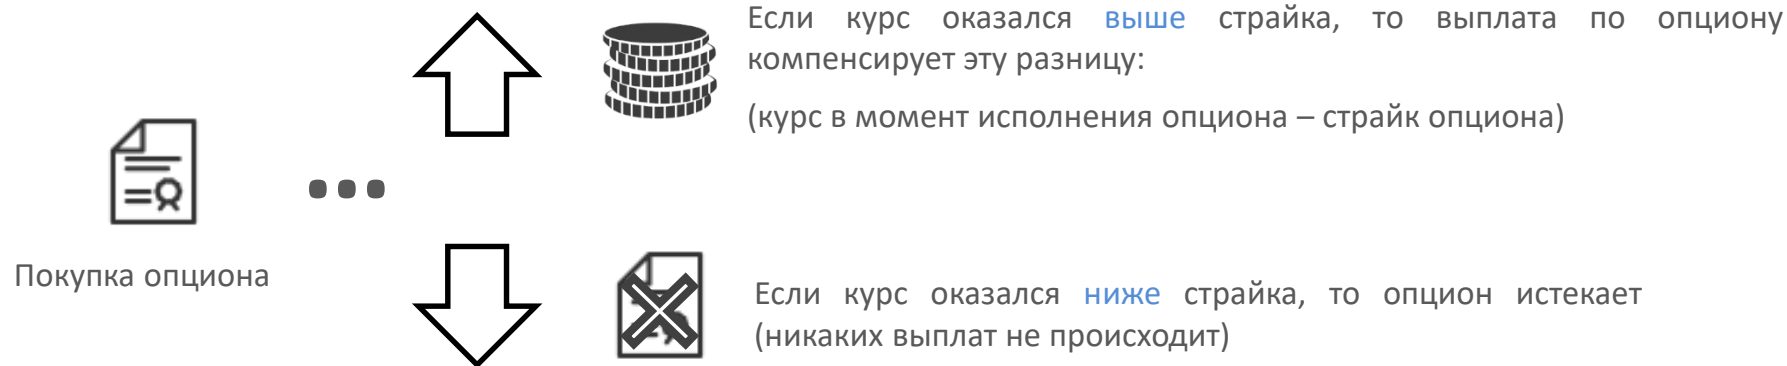 Если курс оказался выше страйка, то выплата по опциону
компенсирует эту разницу:
(курс в момент исполнения опциона – страйк опциона)
Покупка опциона
Если курс оказался ниже страйка, то опцион истекает
(никаких выплат не происходит)